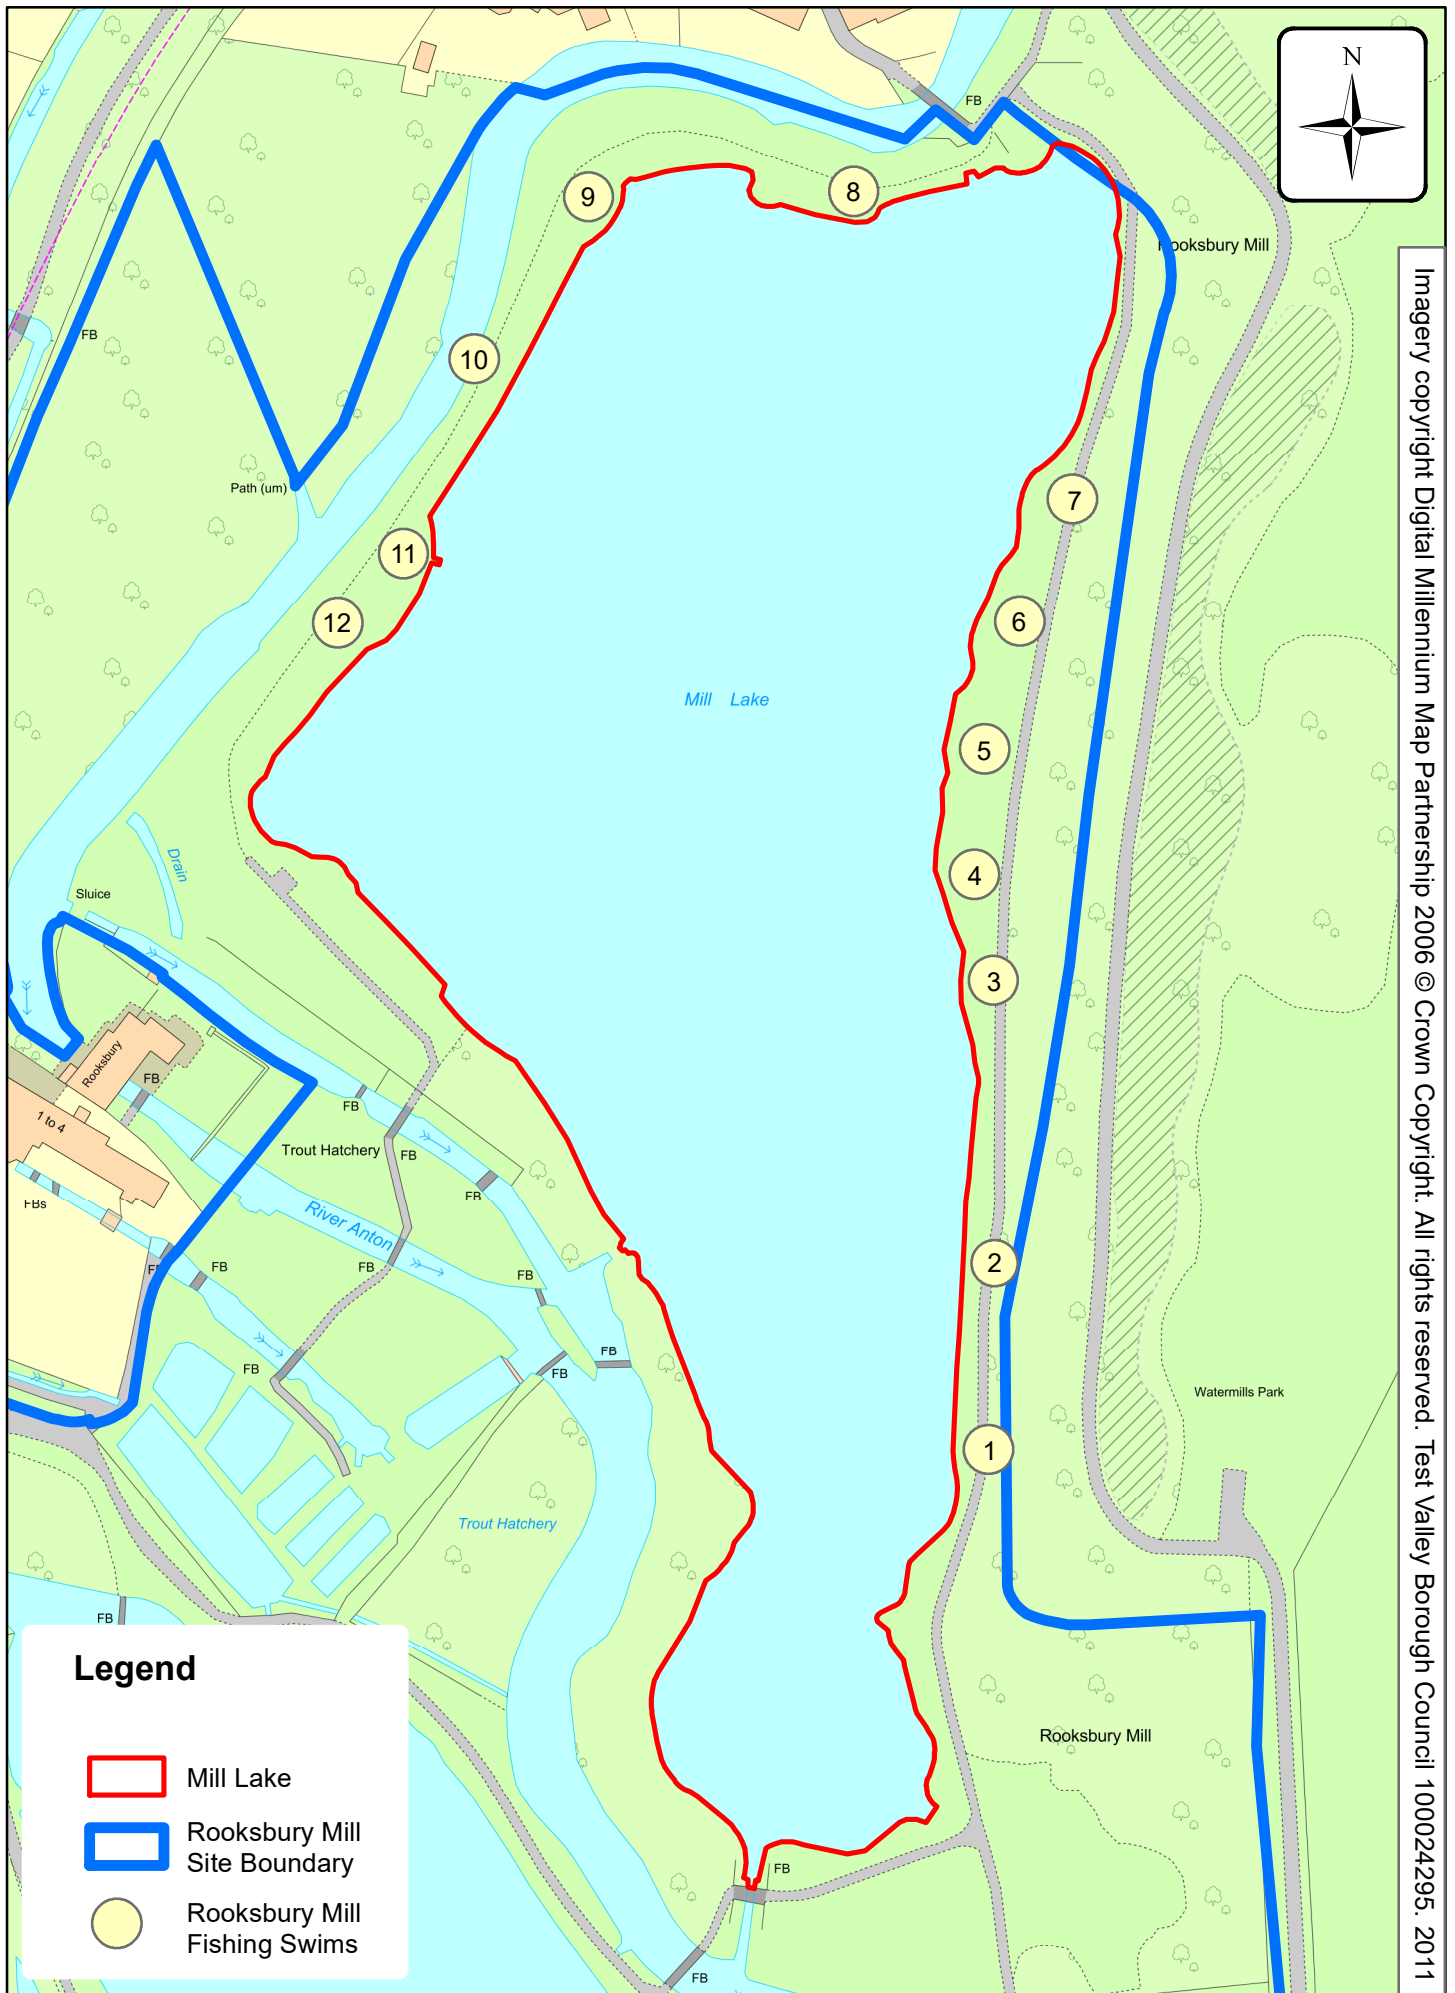 N
FB
9
8
Rooksbury Mill
FB
10
Path (um)
7
11
12
6
Mill Lake
5
Drain
4
Sluice
3
Rooksbury
FB
1 to 4
FB
Trout Hatchery
FB
FB
FBs
River Anton
2
FB
FB
FB
FB
FB
FB
FB
Watermills Park
1
Trout Hatchery
FB
Rooksbury Mill
FB
FB
Legend
Mill Lake
Rooksbury Mill
Site Boundary
Rooksbury Mill
Fishing Swims
Imagery copyright Digital Millennium Map Partnership 2006 © Crown Copyright. All rights reserved. Test Valley Borough Council 100024295. 2011